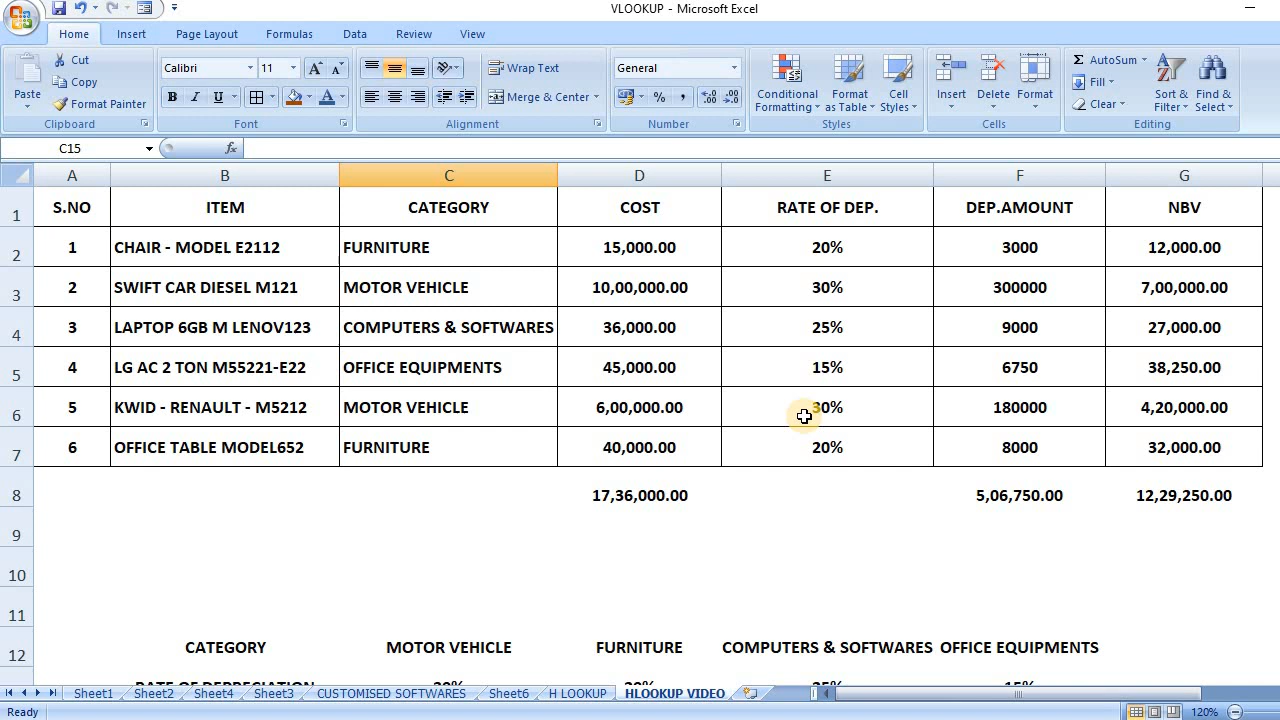 VLOOKUP - Microsoft Excel
Home Insert Page Layout Formulas Data Review View
Paste Cut Copy Format Painter Clipboard
Calibri 11 A A B I U A Font
Wrap Text Merge & Center Alignment
General % , Number
Conditional Formatting Format as Table Cell Styles Styles
Insert Delete Format Cells
Σ AutoSum Fill Clear Sort & Filter Find & Select Editing
C15 fx
A B C D E F G
1 S.NO ITEM CATEGORY COST RATE OF DEP. DEP.AMOUNT NBV
2 1 CHAIR - MODEL E2112 FURNITURE 15,000.00 20% 3000 12,000.00
3 2 SWIFT CAR DIESEL M121 MOTOR VEHICLE 10,00,000.00 30% 300000 7,00,000.00
4 3 LAPTOP 6GB M LENOV123 COMPUTERS & SOFTWARES 36,000.00 25% 9000 27,000.00
5 4 LG AC 2 TON M55221-E22 OFFICE EQUIPMENTS 45,000.00 15% 6750 38,250.00
6 5 KWID - RENAULT - M5212 MOTOR VEHICLE 6,00,000.00 30% 180000 4,20,000.00
7 6 OFFICE TABLE MODEL652 FURNITURE 40,000.00 20% 8000 32,000.00
8 17,36,000.00 5,06,750.00 12,29,250.00
9
10
11
12 CATEGORY MOTOR VEHICLE FURNITURE COMPUTERS & SOFTWARES OFFICE EQUIPMENTS
RATE OF DEPRECIATION 25% 15%
Sheet1 Sheet2 Sheet4 Sheet3 CUSTOMISED SOFTWARES Sheet6 H LOOKUP HLOOKUP VIDEO
Ready 120%